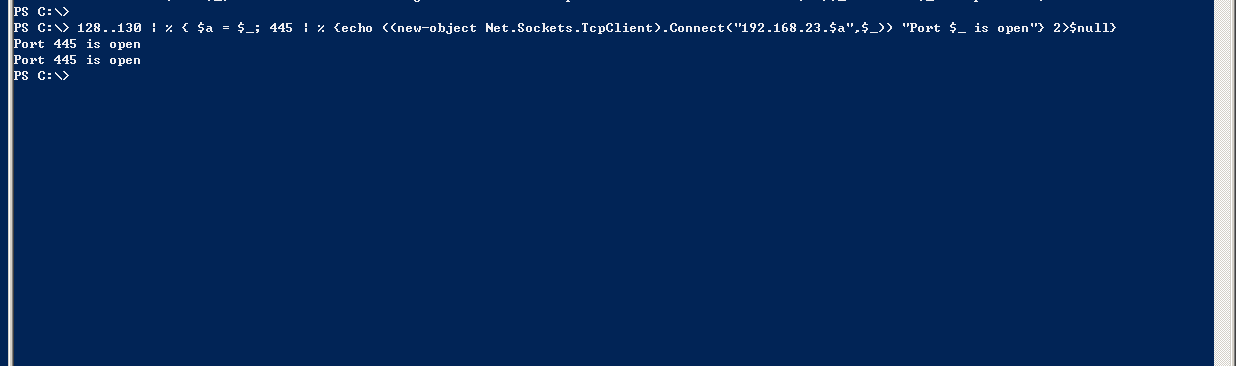 PS C:\>
PS C:\> 128..130 | % { $a = $_; 445 | % {echo ((new-object Net.Sockets.TcpClient).Connect("192.168.23.$a",$_)) "Port $_ is open"} 2>$null}
Port 445 is open
Port 445 is open
PS C:\>